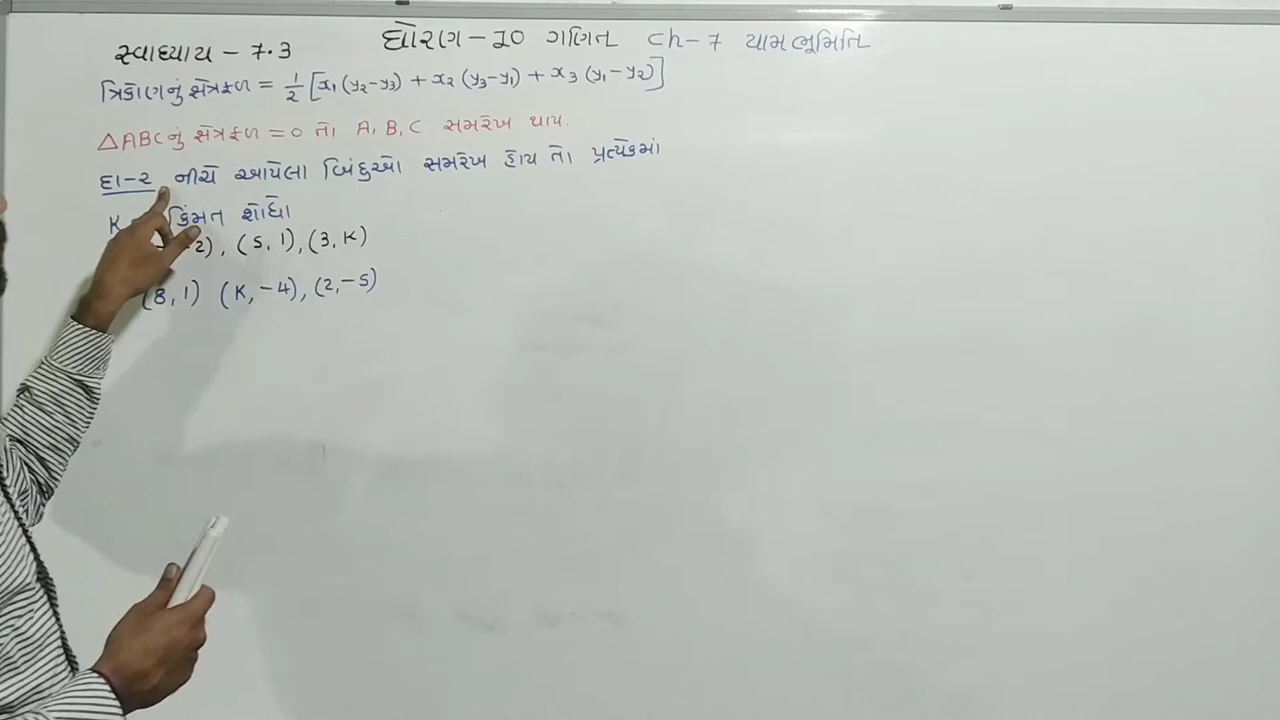 સ્વાધ્યાય - 7.3
ધોરણ - 10 ગણિત Ch-7 યામભૂમિતિ
ત્રિકોણનું ક્ષેત્રફળ = 1/2 [x₁(y₂-y₃) + x₂(y₃-y₁) + x₃(y₁-y₂)]
△ABCનું ક્ષેત્રફળ = 0 તો A, B, C સમરેખ થાય.
દા-૨ નીચે આપેલા બિંદુઓ સમરેખ હોય તો પ્રત્યેકમાં
K કિંમત શોધો
2), (5, 1), (3, K)
(8, 1) (K, -4), (2, -5)